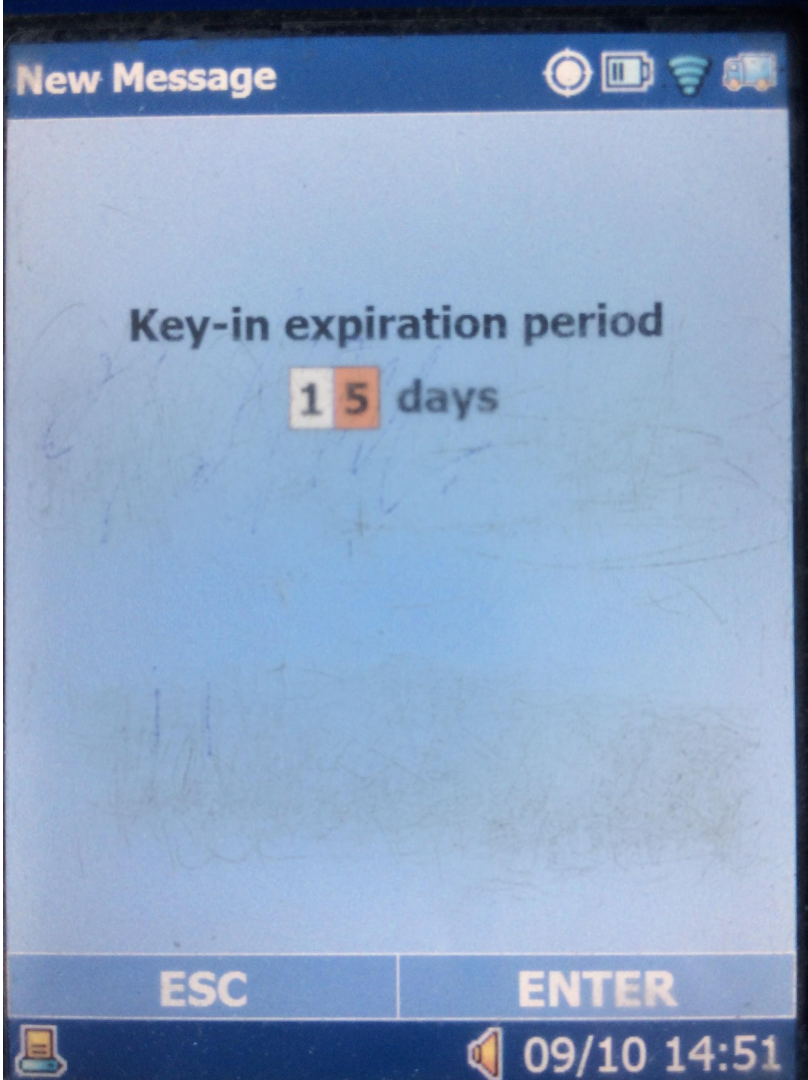 New Message
Key-in expiration period
15 days
ESC
ENTER
09/10 14:51